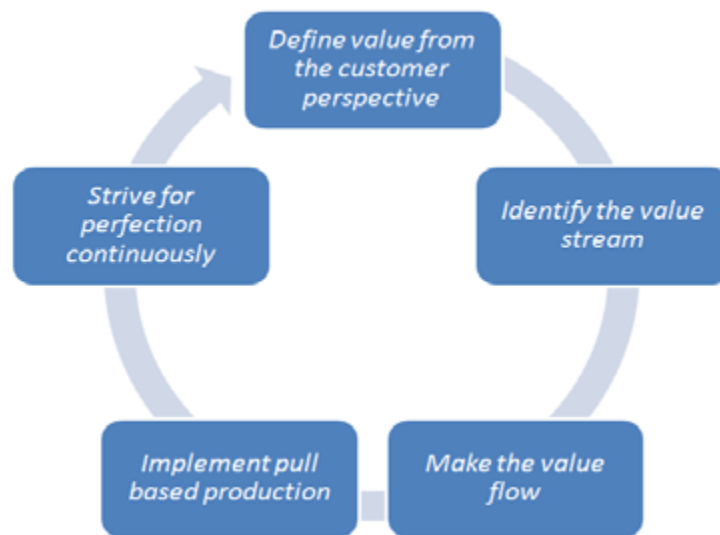 Define value from
the customer
perspective
Identify the value
stream
Make the value
flow
Implement pull
based production
Strive for
perfection
continuously